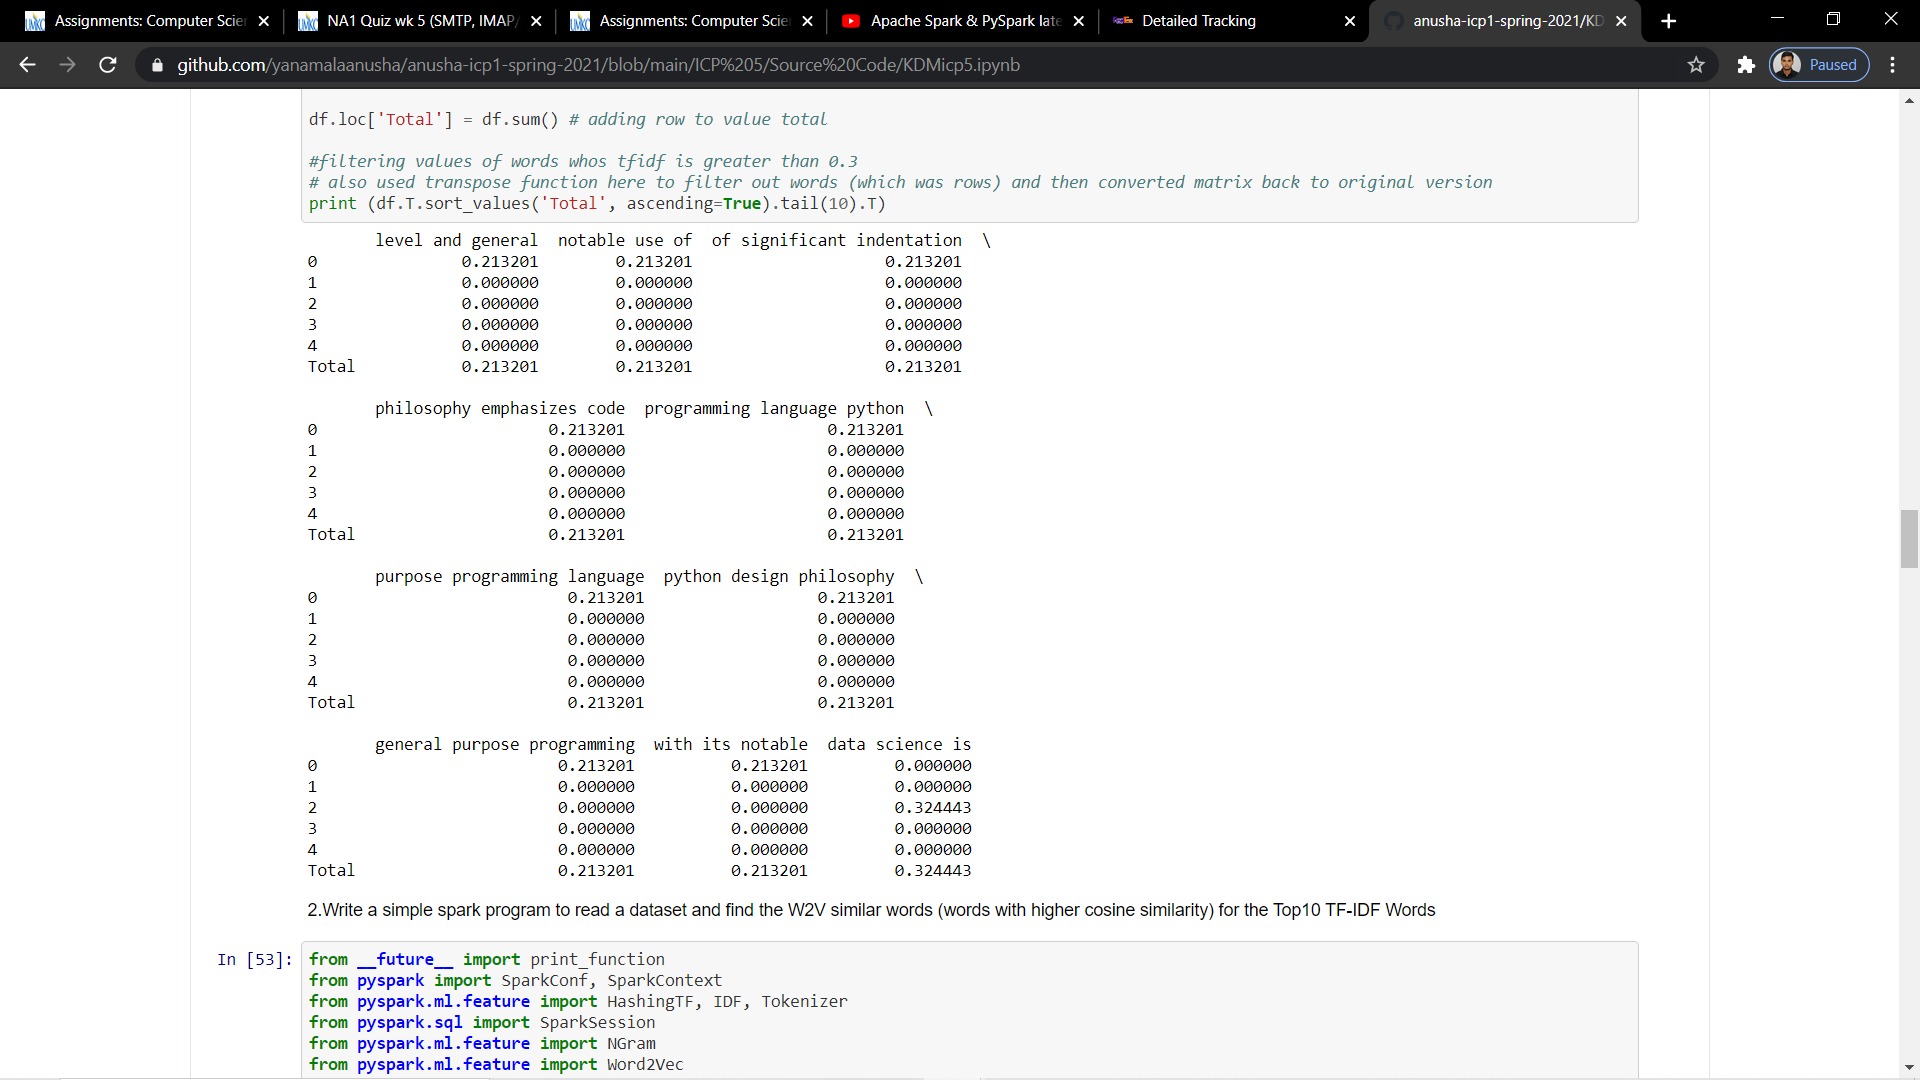 Assignments: Computer Scien
NA1 Quiz wk 5 (SMTP, IMAP,
Assignments: Computer Scien
Apache Spark & PySpark late
Detailed Tracking
anusha-icp1-spring-2021/KD
github.com/yanamalaanusha/anusha-icp1-spring-2021/blob/main/ICP%205/Source%20Code/KDMicp5.ipynb
Paused
df.loc['Total'] = df.sum() # adding row to value total
#filtering values of words whos tfidf is greater than 0.3
# also used transpose function here to filter out words (which was rows) and then converted matrix back to original version
print (df.T.sort_values('Total', ascending=True).tail(10).T)
level and general  notable use of  of significant indentation  \
0 0.213201 0.213201 0.213201
1 0.000000 0.000000 0.000000
2 0.000000 0.000000 0.000000
3 0.000000 0.000000 0.000000
4 0.000000 0.000000 0.000000
Total 0.213201 0.213201 0.213201
philosophy emphasizes code  programming language python  \
0 0.213201 0.213201
1 0.000000 0.000000
2 0.000000 0.000000
3 0.000000 0.000000
4 0.000000 0.000000
Total 0.213201 0.213201
purpose programming language  python design philosophy  \
0 0.213201 0.213201
1 0.000000 0.000000
2 0.000000 0.000000
3 0.000000 0.000000
4 0.000000 0.000000
Total 0.213201 0.213201
general purpose programming  with its notable  data science is
0 0.213201 0.213201 0.000000
1 0.000000 0.000000 0.000000
2 0.000000 0.000000 0.324443
3 0.000000 0.000000 0.000000
4 0.000000 0.000000 0.000000
Total 0.213201 0.213201 0.324443
2.Write a simple spark program to read a dataset and find the W2V similar words (words with higher cosine similarity) for the Top10 TF-IDF Words
In [53]: from __future__ import print_function
from pyspark import SparkConf, SparkContext
from pyspark.ml.feature import HashingTF, IDF, Tokenizer
from pyspark.sql import SparkSession
from pyspark.ml.feature import NGram
from pyspark.ml.feature import Word2Vec